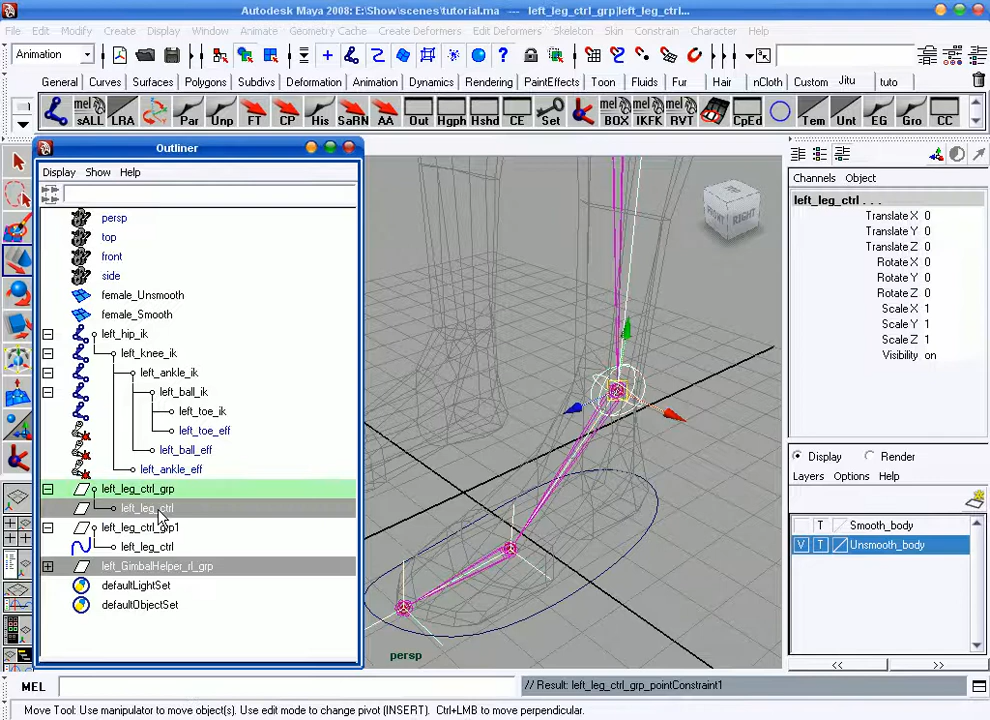 Autodesk Maya 2008: E:\Show\scenes\tutorial.ma --- left_leg_ctrl_grp|left_leg_ctrl...
File Edit Modify Create Display Window Animate Geometry Cache Create Deformers Edit Deformers Skeleton Skin Constrain Character Help
Animation
General Curves Surfaces Polygons Subdivs Deformation Animation Dynamics Rendering PaintEffects Toon Fluids Fur Hair nCloth Custom Jitu tuto
mel sALL LRA Par Unp FT CP His SaRN AA Out Hgph Hshd Set mel BOX mel IKFK mel RVT CpEd Tem Unt EG Gro CC
Outliner
Display Show Help
persp
top
front
side
female_Unsmooth
female_Smooth
left_hip_ik
left_knee_ik
left_ankle_ik
left_ball_ik
left_toe_ik
left_toe_eff
left_ball_eff
left_ankle_eff
left_leg_ctrl_grp
left_leg_ctrl
left_leg_ctrl_grp1
left_leg_ctrl
left_GimbalHelper_rl_grp
defaultLightSet
defaultObjectSet
TOP
FRONT
RIGHT
persp
Channels Object
left_leg_ctrl . . .
Translate X 0
Translate Y 0
Translate Z 0
Rotate X 0
Rotate Y 0
Rotate Z 0
Scale X 1
Scale Y 1
Scale Z 1
Visibility on
Display Render
Layers Options Help
T Smooth_body
V T Unsmooth_body
<< >>
MEL
// Result: left_leg_ctrl_grp_pointConstraint1
Move Tool: Use manipulator to move object(s). Use edit mode to change pivot (INSERT). Ctrl+LMB to move perpendicular.